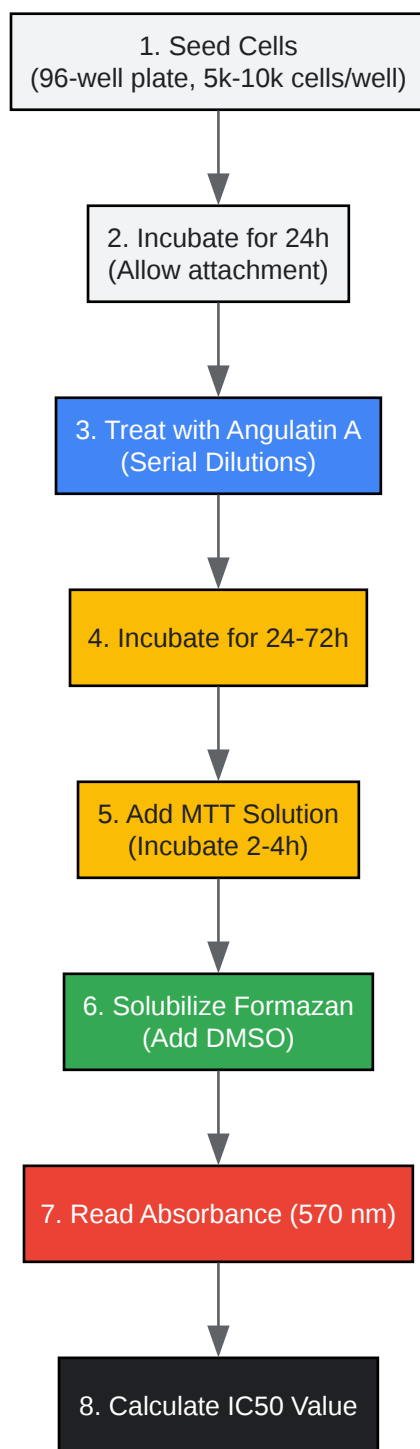 1. Seed Cells
(96-well plate, 5k-10k cells/well)
2. Incubate for 24h
(Allow attachment)
3. Treat with Angulatin A
(Serial Dilutions)
4. Incubate for 24-72h
5. Add MTT Solution
(Incubate 2-4h)
6. Solubilize Formazan
(Add DMSO)
7. Read Absorbance (570 nm)
8. Calculate IC50 Value